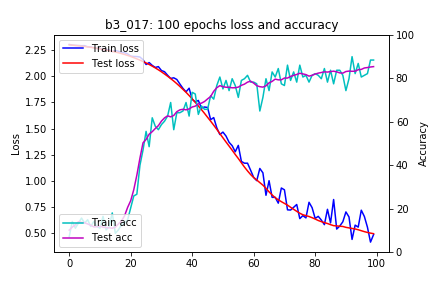 b3_017: 100 epochs loss and accuracy
Train loss
Test loss
Train acc
Test acc
Loss
2.25
2.00
1.75
1.50
1.25
1.00
0.75
0.50
Accuracy
100
80
60
40
20
0
0 20 40 60 80 100